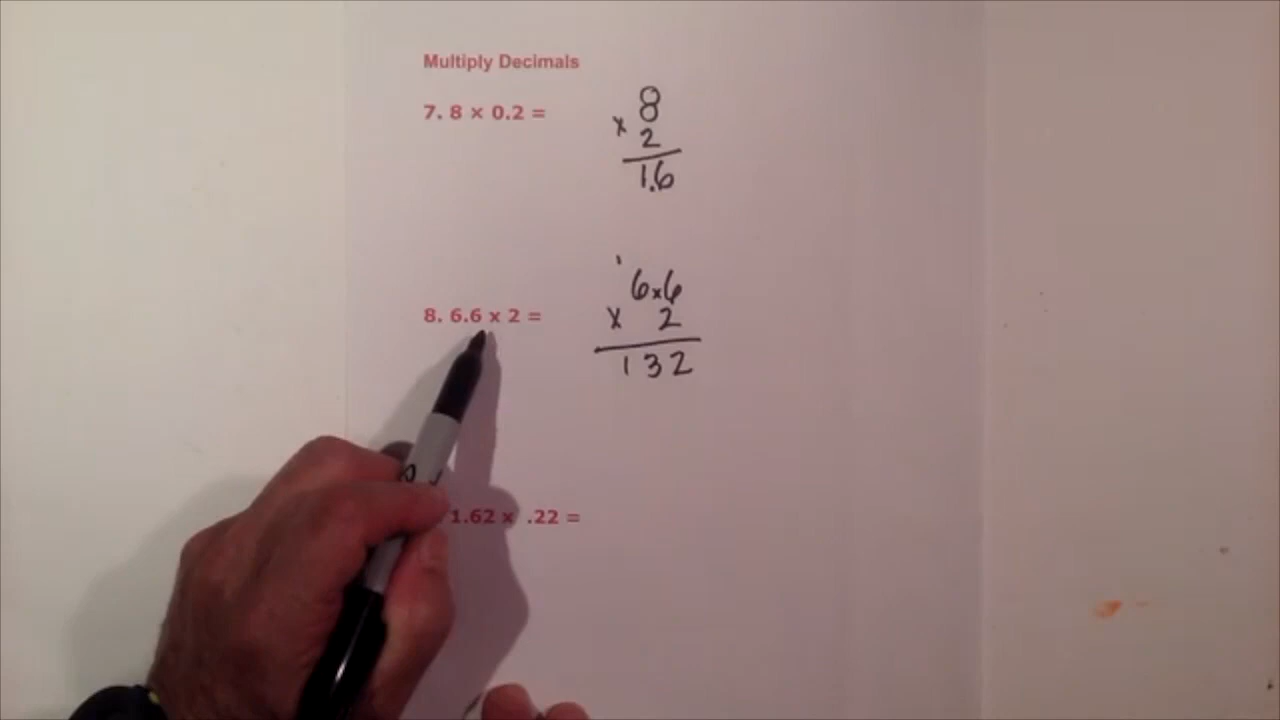 Multiply Decimals
7. 8 × 0.2 =
8
x 2
1.6
8. 6.6 x 2 =
1
6x6
x 2
132
1.62 x .22 =